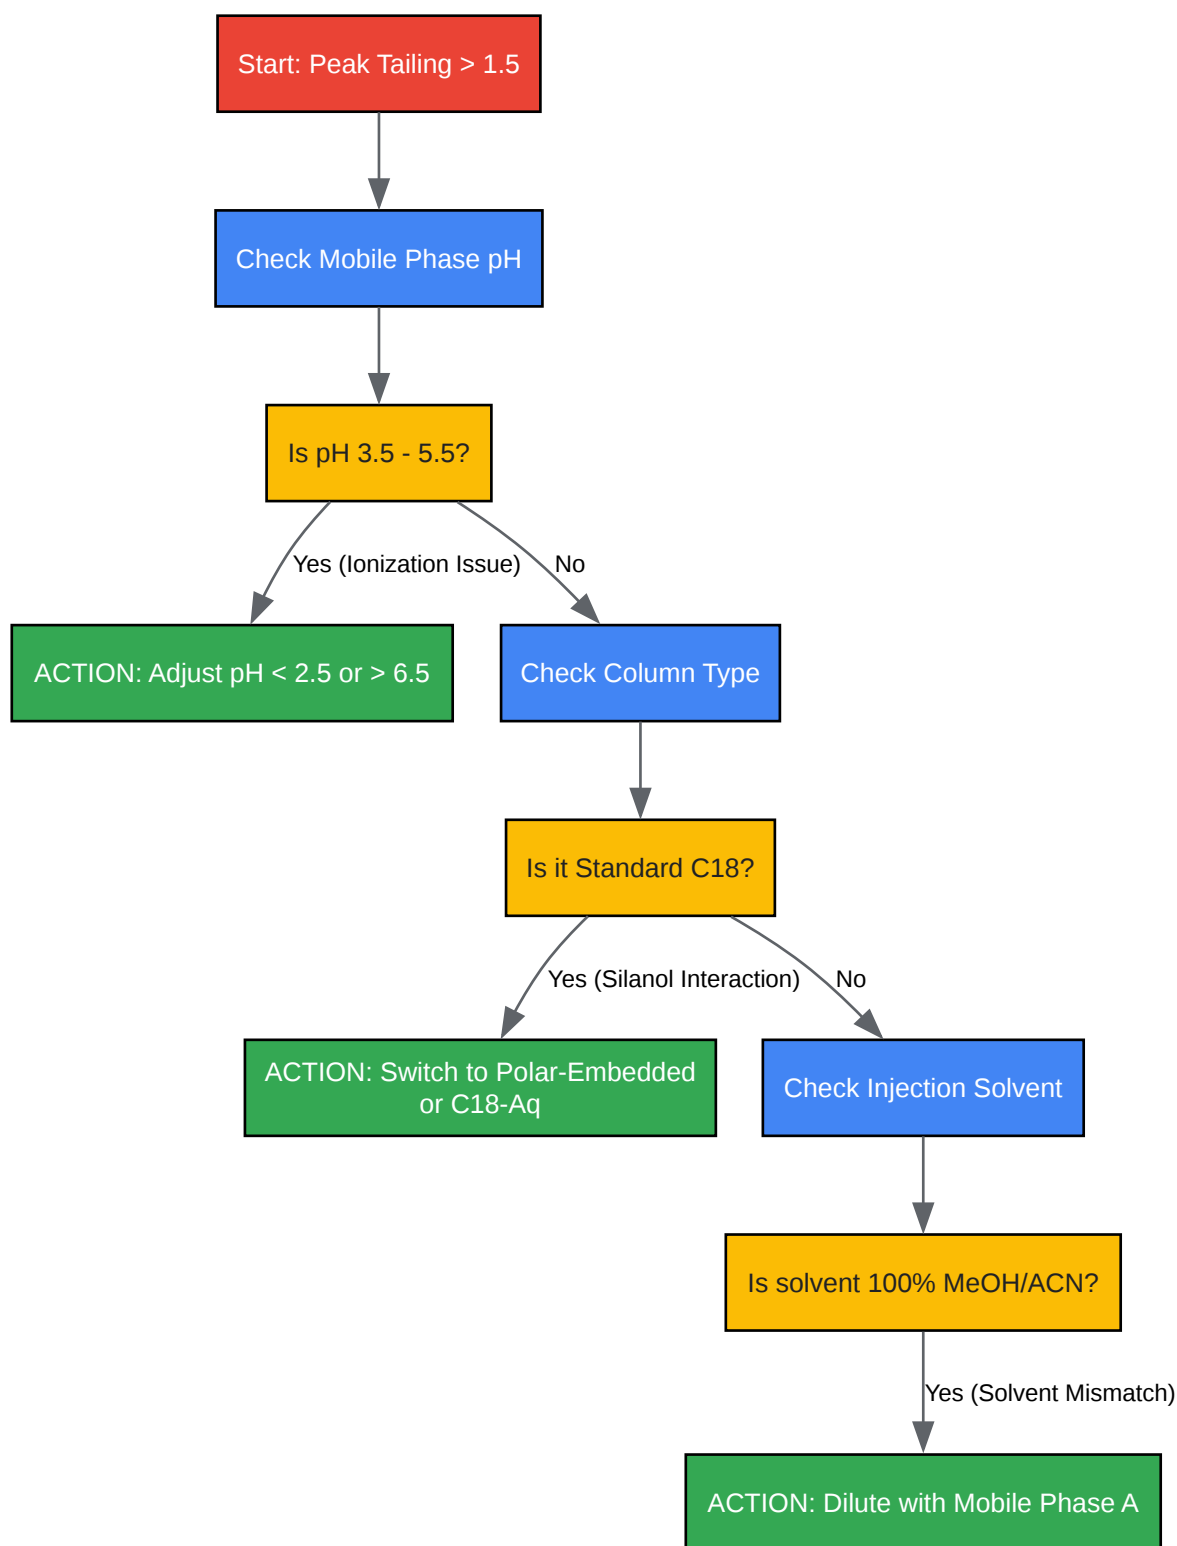 Start: Peak Tailing > 1.5
Check Mobile Phase pH
Is pH 3.5 - 5.5?
Yes (Ionization Issue)
No
ACTION: Adjust pH < 2.5 or > 6.5
Check Column Type
Is it Standard C18?
Yes (Silanol Interaction)
No
ACTION: Switch to Polar-Embedded
or C18-Aq
Check Injection Solvent
Is solvent 100% MeOH/ACN?
Yes (Solvent Mismatch)
ACTION: Dilute with Mobile Phase A